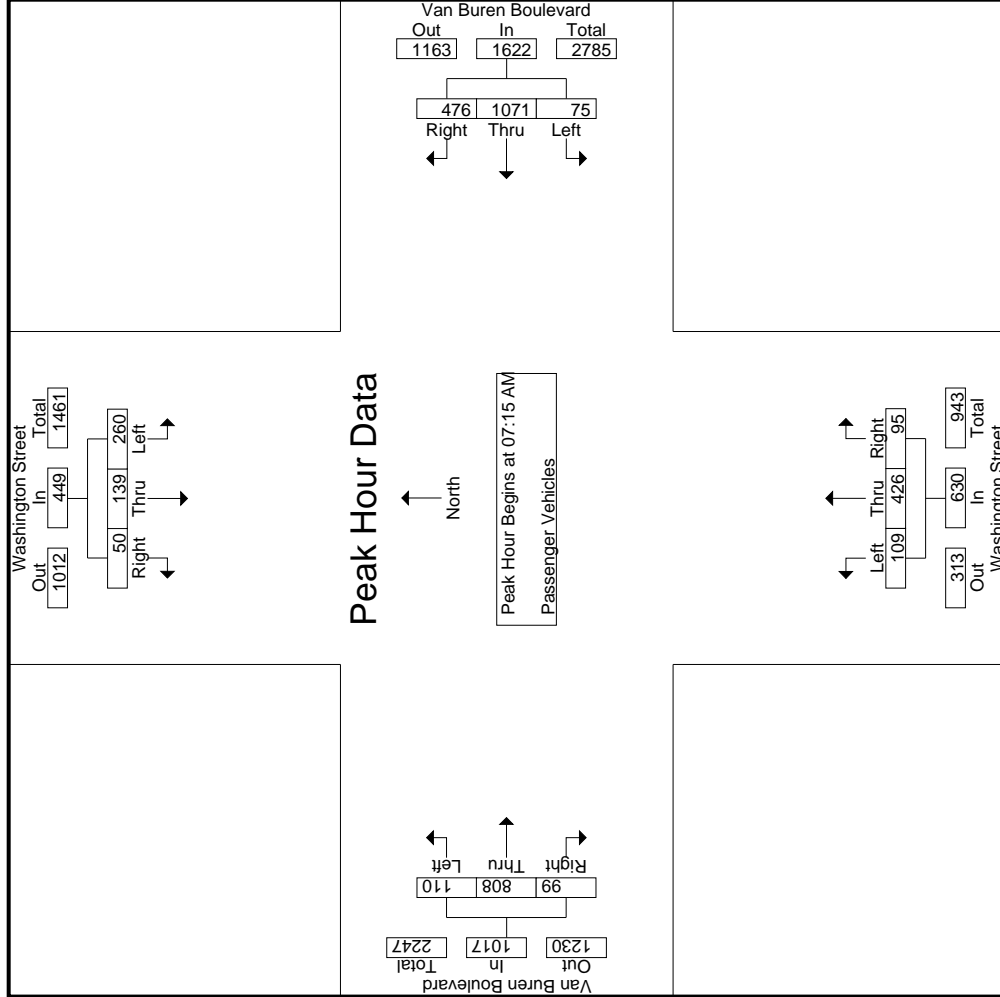 Van Buren Boulevard
Out In Total
1163 1622 2785
476 1071 75
Right Thru Left
Washington Street
Out In Total
1012 449 1461
50 139 260
Right Thru Left
Peak Hour Data
North
Peak Hour Begins at 07:15 AM
Passenger Vehicles
Left Thru Right
109 426 95
313 630 943
Out In Total
Washington Street
Right Thru Left
99 808 110
1230 1017 2247
Out In Total
Van Buren Boulevard